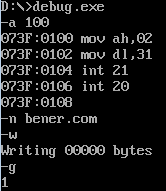 D:\>debug.exe
-a 100
073F:0100 mov ah,02
073F:0102 mov dl,31
073F:0104 int 21
073F:0106 int 20
073F:0108
-n bener.com
-w
Writing 00000 bytes
-g
1